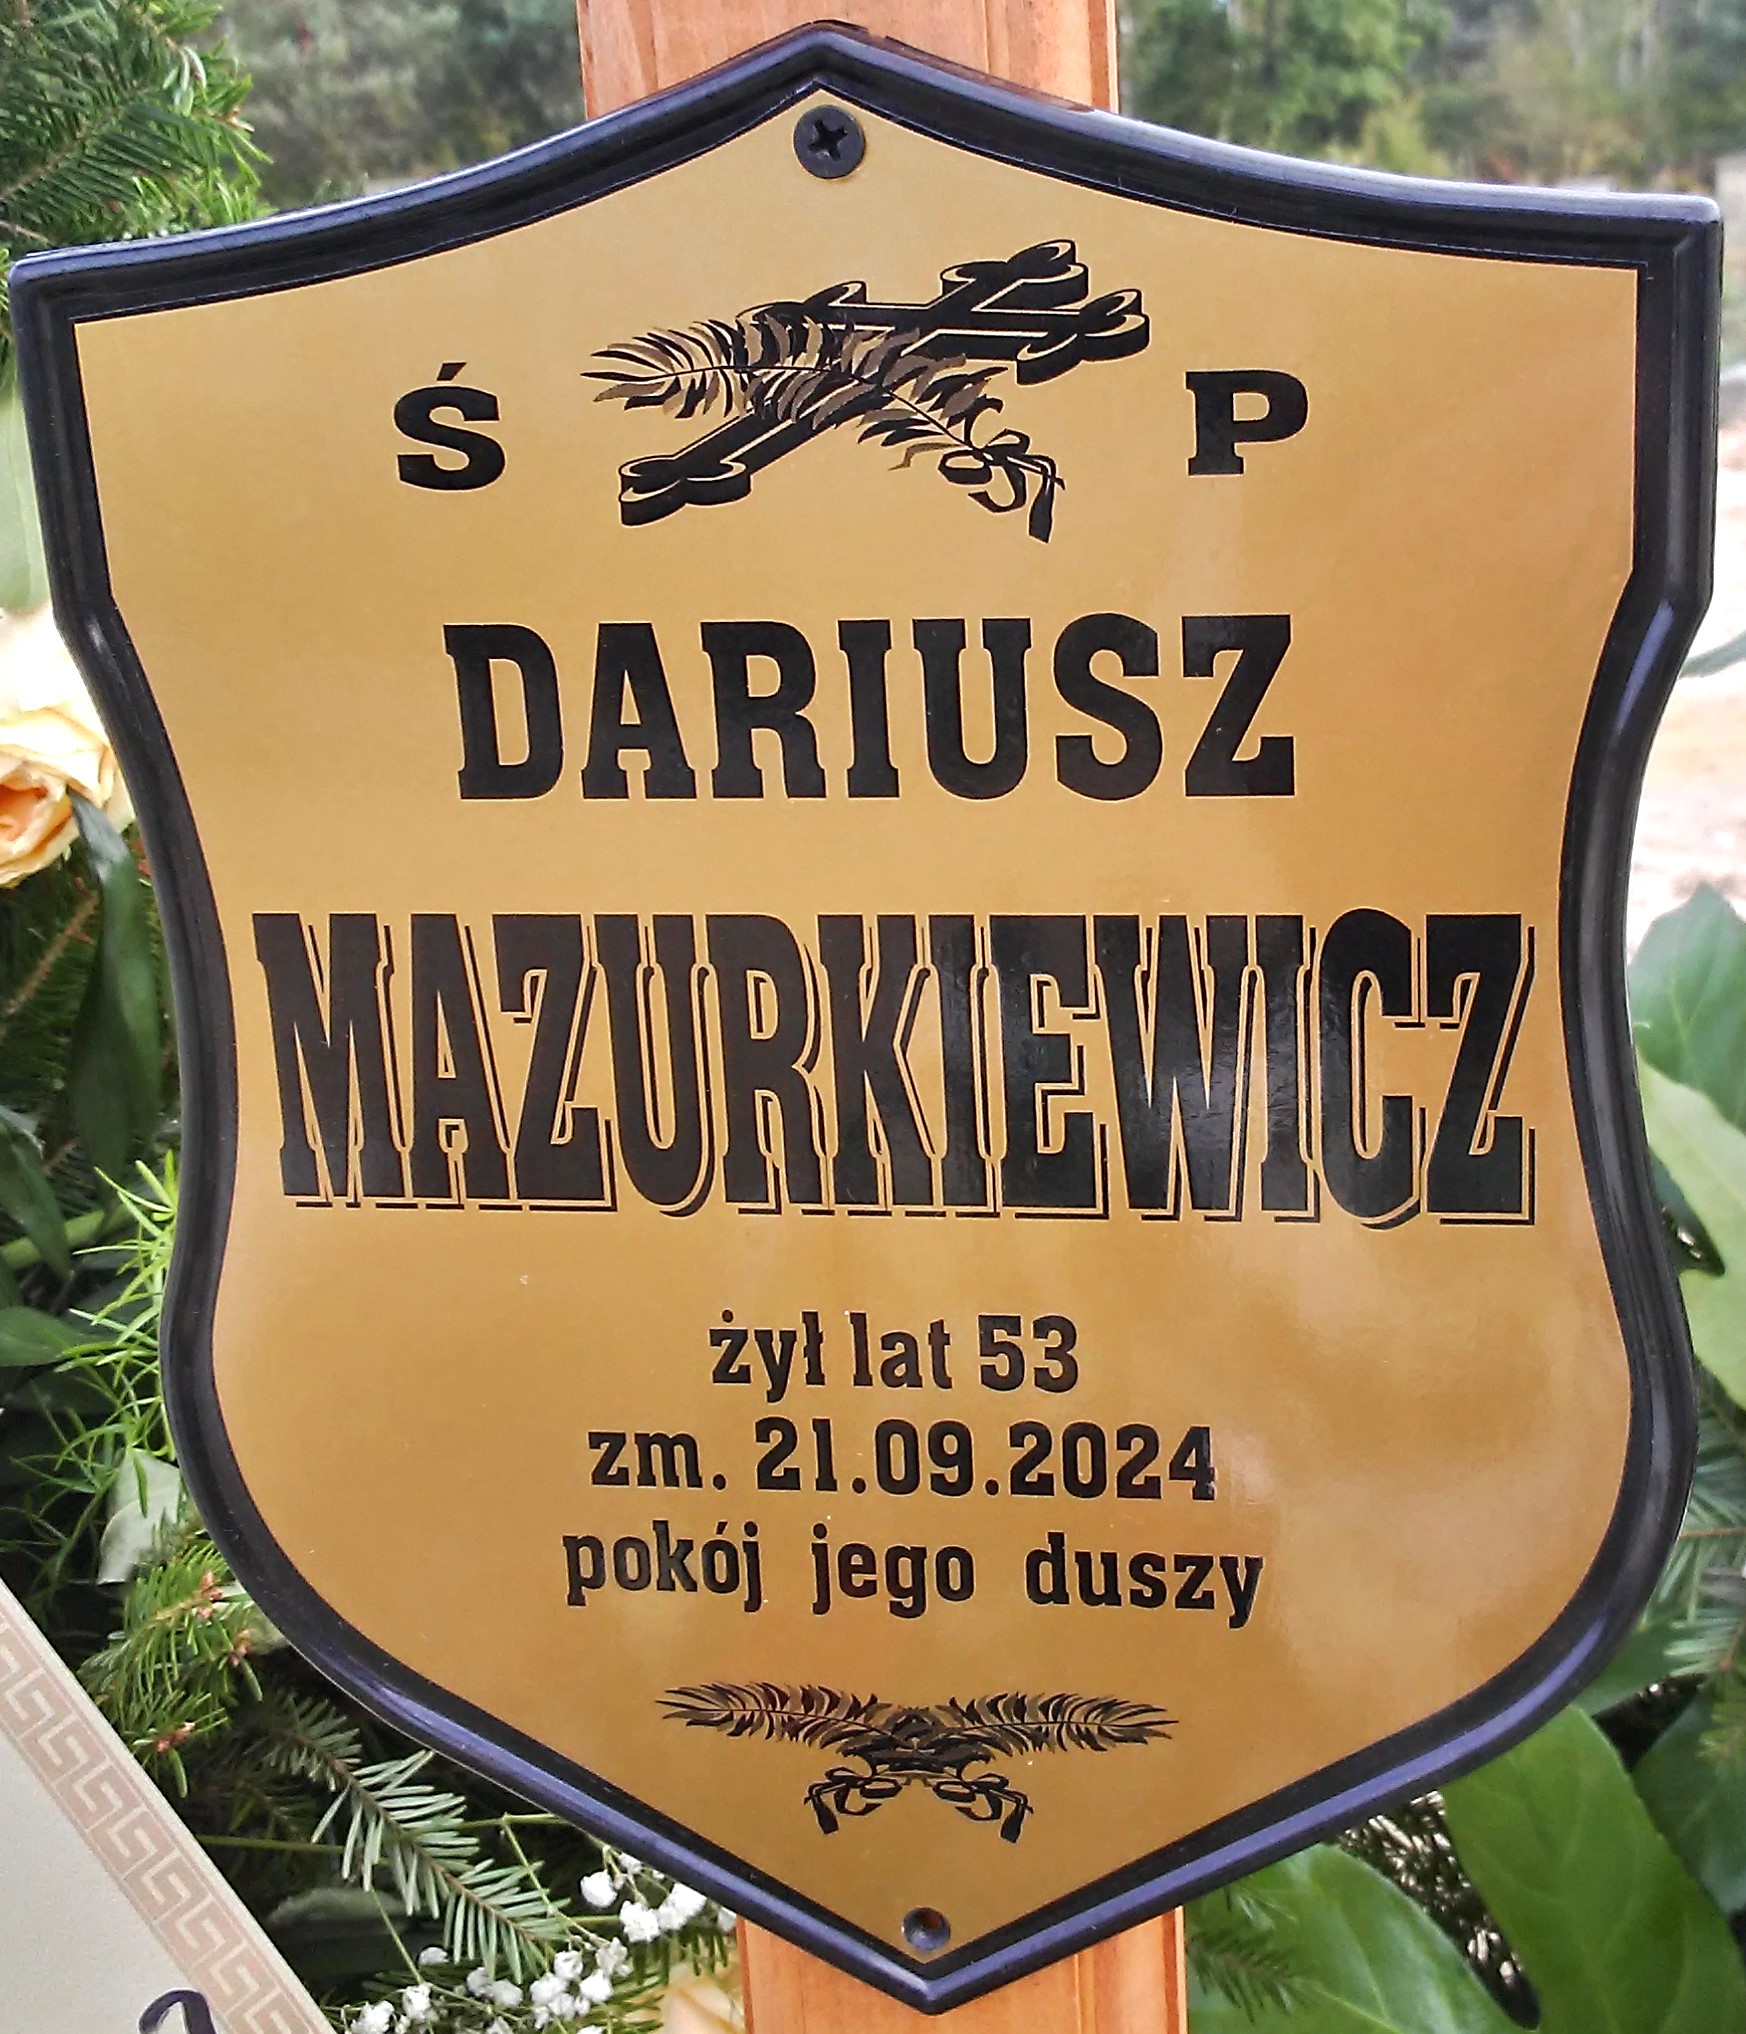 Ś P
DARIUSZ
MAZURKIEWICZ
żył lat 53
zm. 21.09.2024
pokój jego duszy